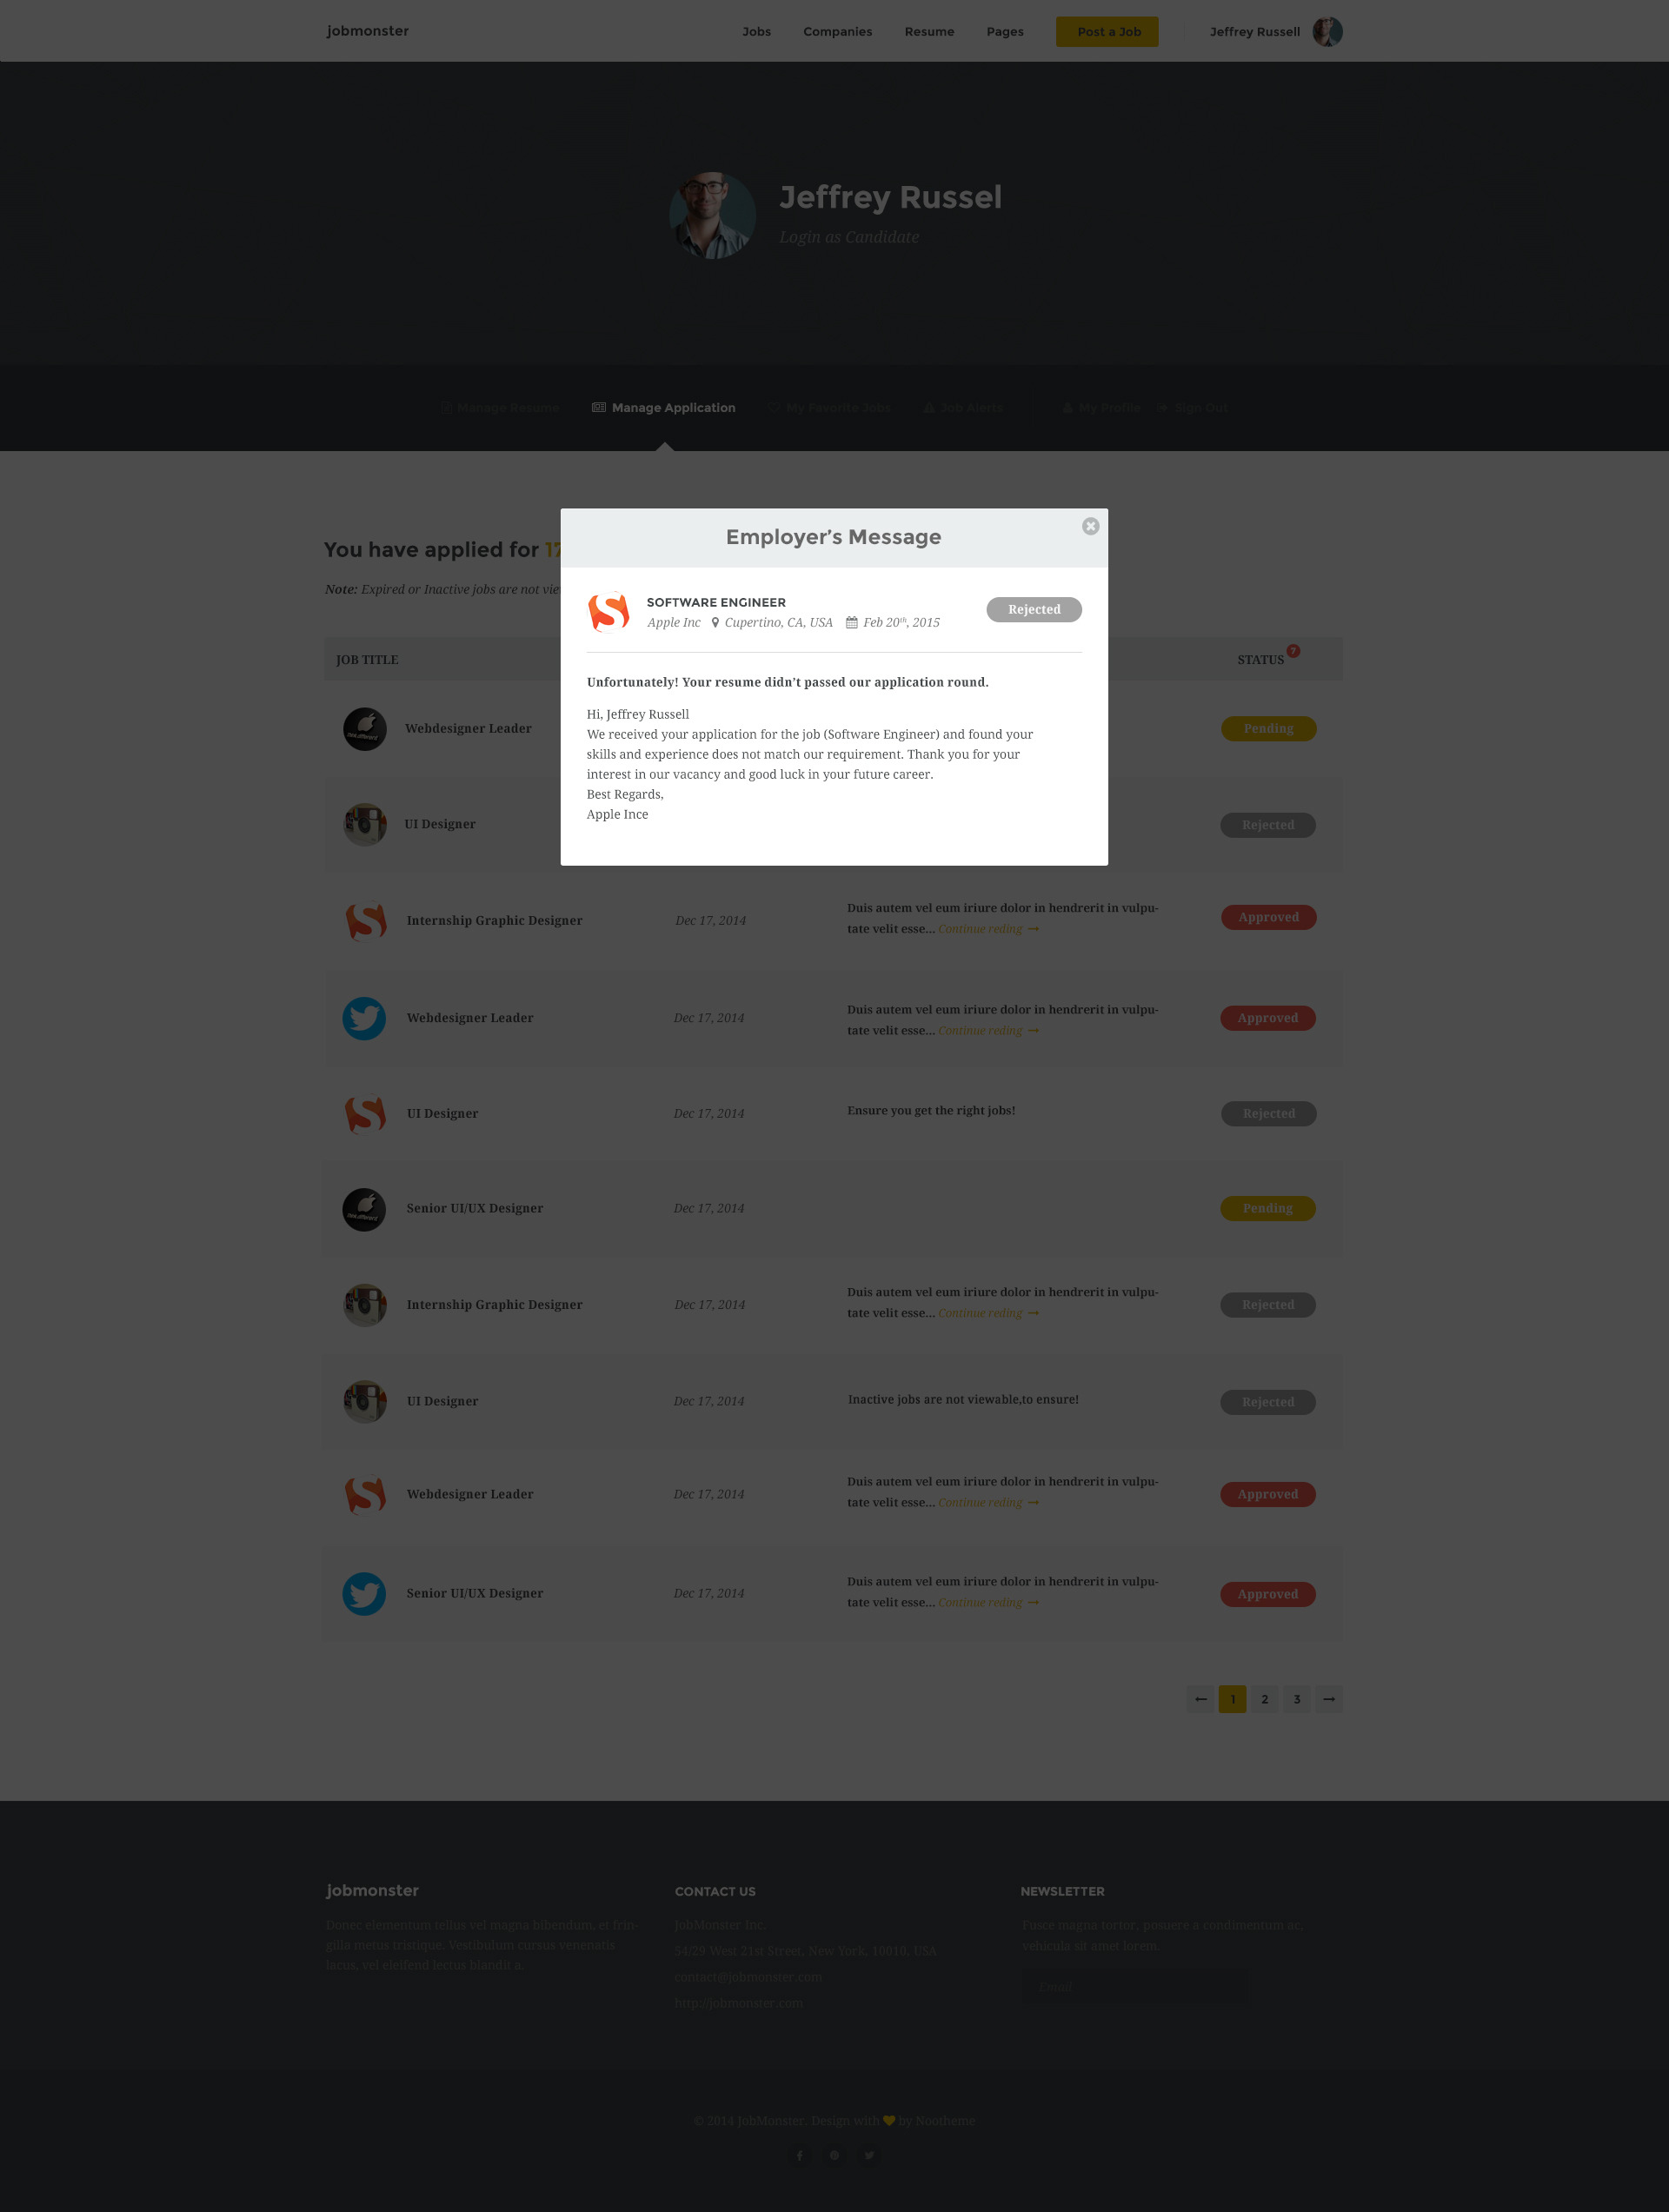 jobmonster
Jobs Companies Resume Pages Post a Job Jeffrey Russell
Jeffrey Russel
Login as Candidate
Manage Resume Manage Application My Favorite Jobs Job Alerts My Profile Sign Out
Employer’s Message
You have applied for 17
Note: Expired or Inactive jobs are not
SOFTWARE ENGINEER
Apple Inc Cupertino, CA, USA Feb 20th, 2015
Rejected
JOB TITLE
STATUS 7
Unfortunately! Your resume didn’t passed our application round.
Hi, Jeffrey Russell
We received your application for the job (Software Engineer) and found your
skills and experience does not match our requirement. Thank you for your
interest in our vacancy and good luck in your future career.
Best Regards,
Apple Ince
Webdesigner Leader
Pending
UI Designer
Rejected
Internship Graphic Designer
Dec 17, 2014
Duis autem vel eum iriure dolor in hendrerit in vulpu-
tate velit esse... Continue reding
Approved
Webdesigner Leader
Dec 17, 2014
Duis autem vel eum iriure dolor in hendrerit in vulpu-
tate velit esse... Continue reding
Approved
UI Designer
Dec 17, 2014
Ensure you get the right jobs!
Rejected
Senior UI/UX Designer
Dec 17, 2014
Pending
Internship Graphic Designer
Dec 17, 2014
Duis autem vel eum iriure dolor in hendrerit in vulpu-
tate velit esse... Continue reding
Rejected
UI Designer
Dec 17, 2014
Inactive jobs are not viewable,to ensure!
Rejected
Webdesigner Leader
Dec 17, 2014
Duis autem vel eum iriure dolor in hendrerit in vulpu-
tate velit esse... Continue reding
Approved
Senior UI/UX Designer
Dec 17, 2014
Duis autem vel eum iriure dolor in hendrerit in vulpu-
tate velit esse... Continue reding
Approved
1 2 3
jobmonster
Donec elementum tellus vel magna bibendum, et frin-
gilla metus tristique. Vestibulum cursus venenatis
lacus, vel eleifend lectus blandit a.
CONTACT US
JobMonster Inc.
54/29 West 21st Street, New York, 10010, USA
contact@jobmonster.com
http://jobmonster.com
NEWSLETTER
Fusce magna tortor, posuere a condimentum ac,
vehicula sit amet lorem.
Email
© 2014 JobMonster. Design with by Nootheme